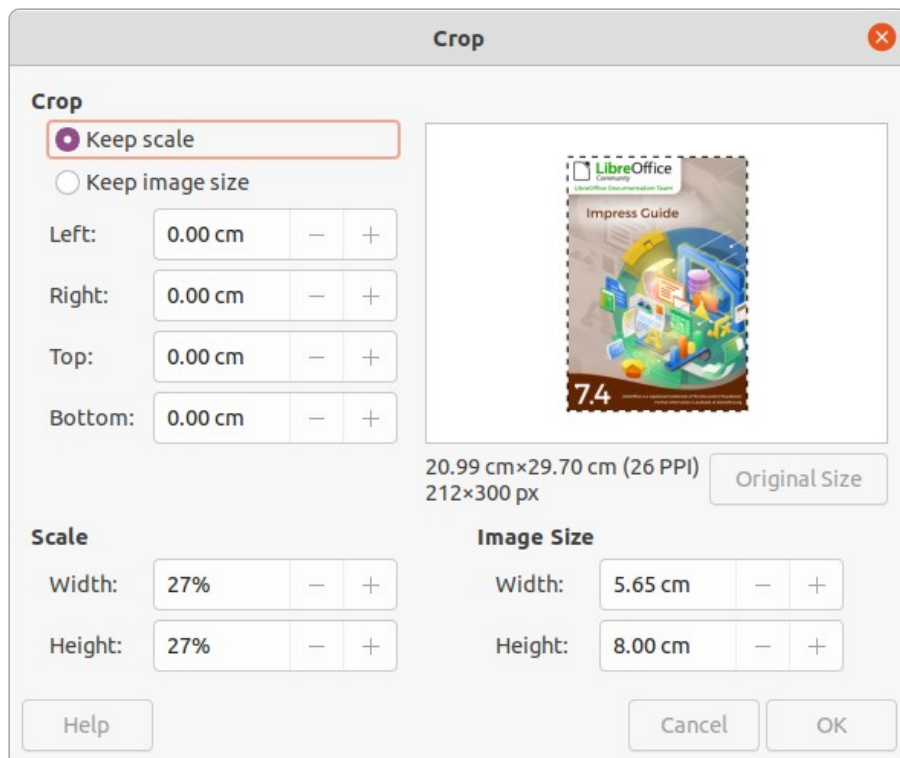 Crop
Crop
Keep scale
Keep image size
Left: 0.00 cm − +
Right: 0.00 cm − +
Top: 0.00 cm − +
Bottom: 0.00 cm − +
LibreOffice
Community
LibreOffice Documentation Team
Impress Guide
7.4
20.99 cm×29.70 cm (26 PPI)
212×300 px
Original Size
Scale
Width: 27% − +
Height: 27% − +
Image Size
Width: 5.65 cm − +
Height: 8.00 cm − +
Help
Cancel
OK